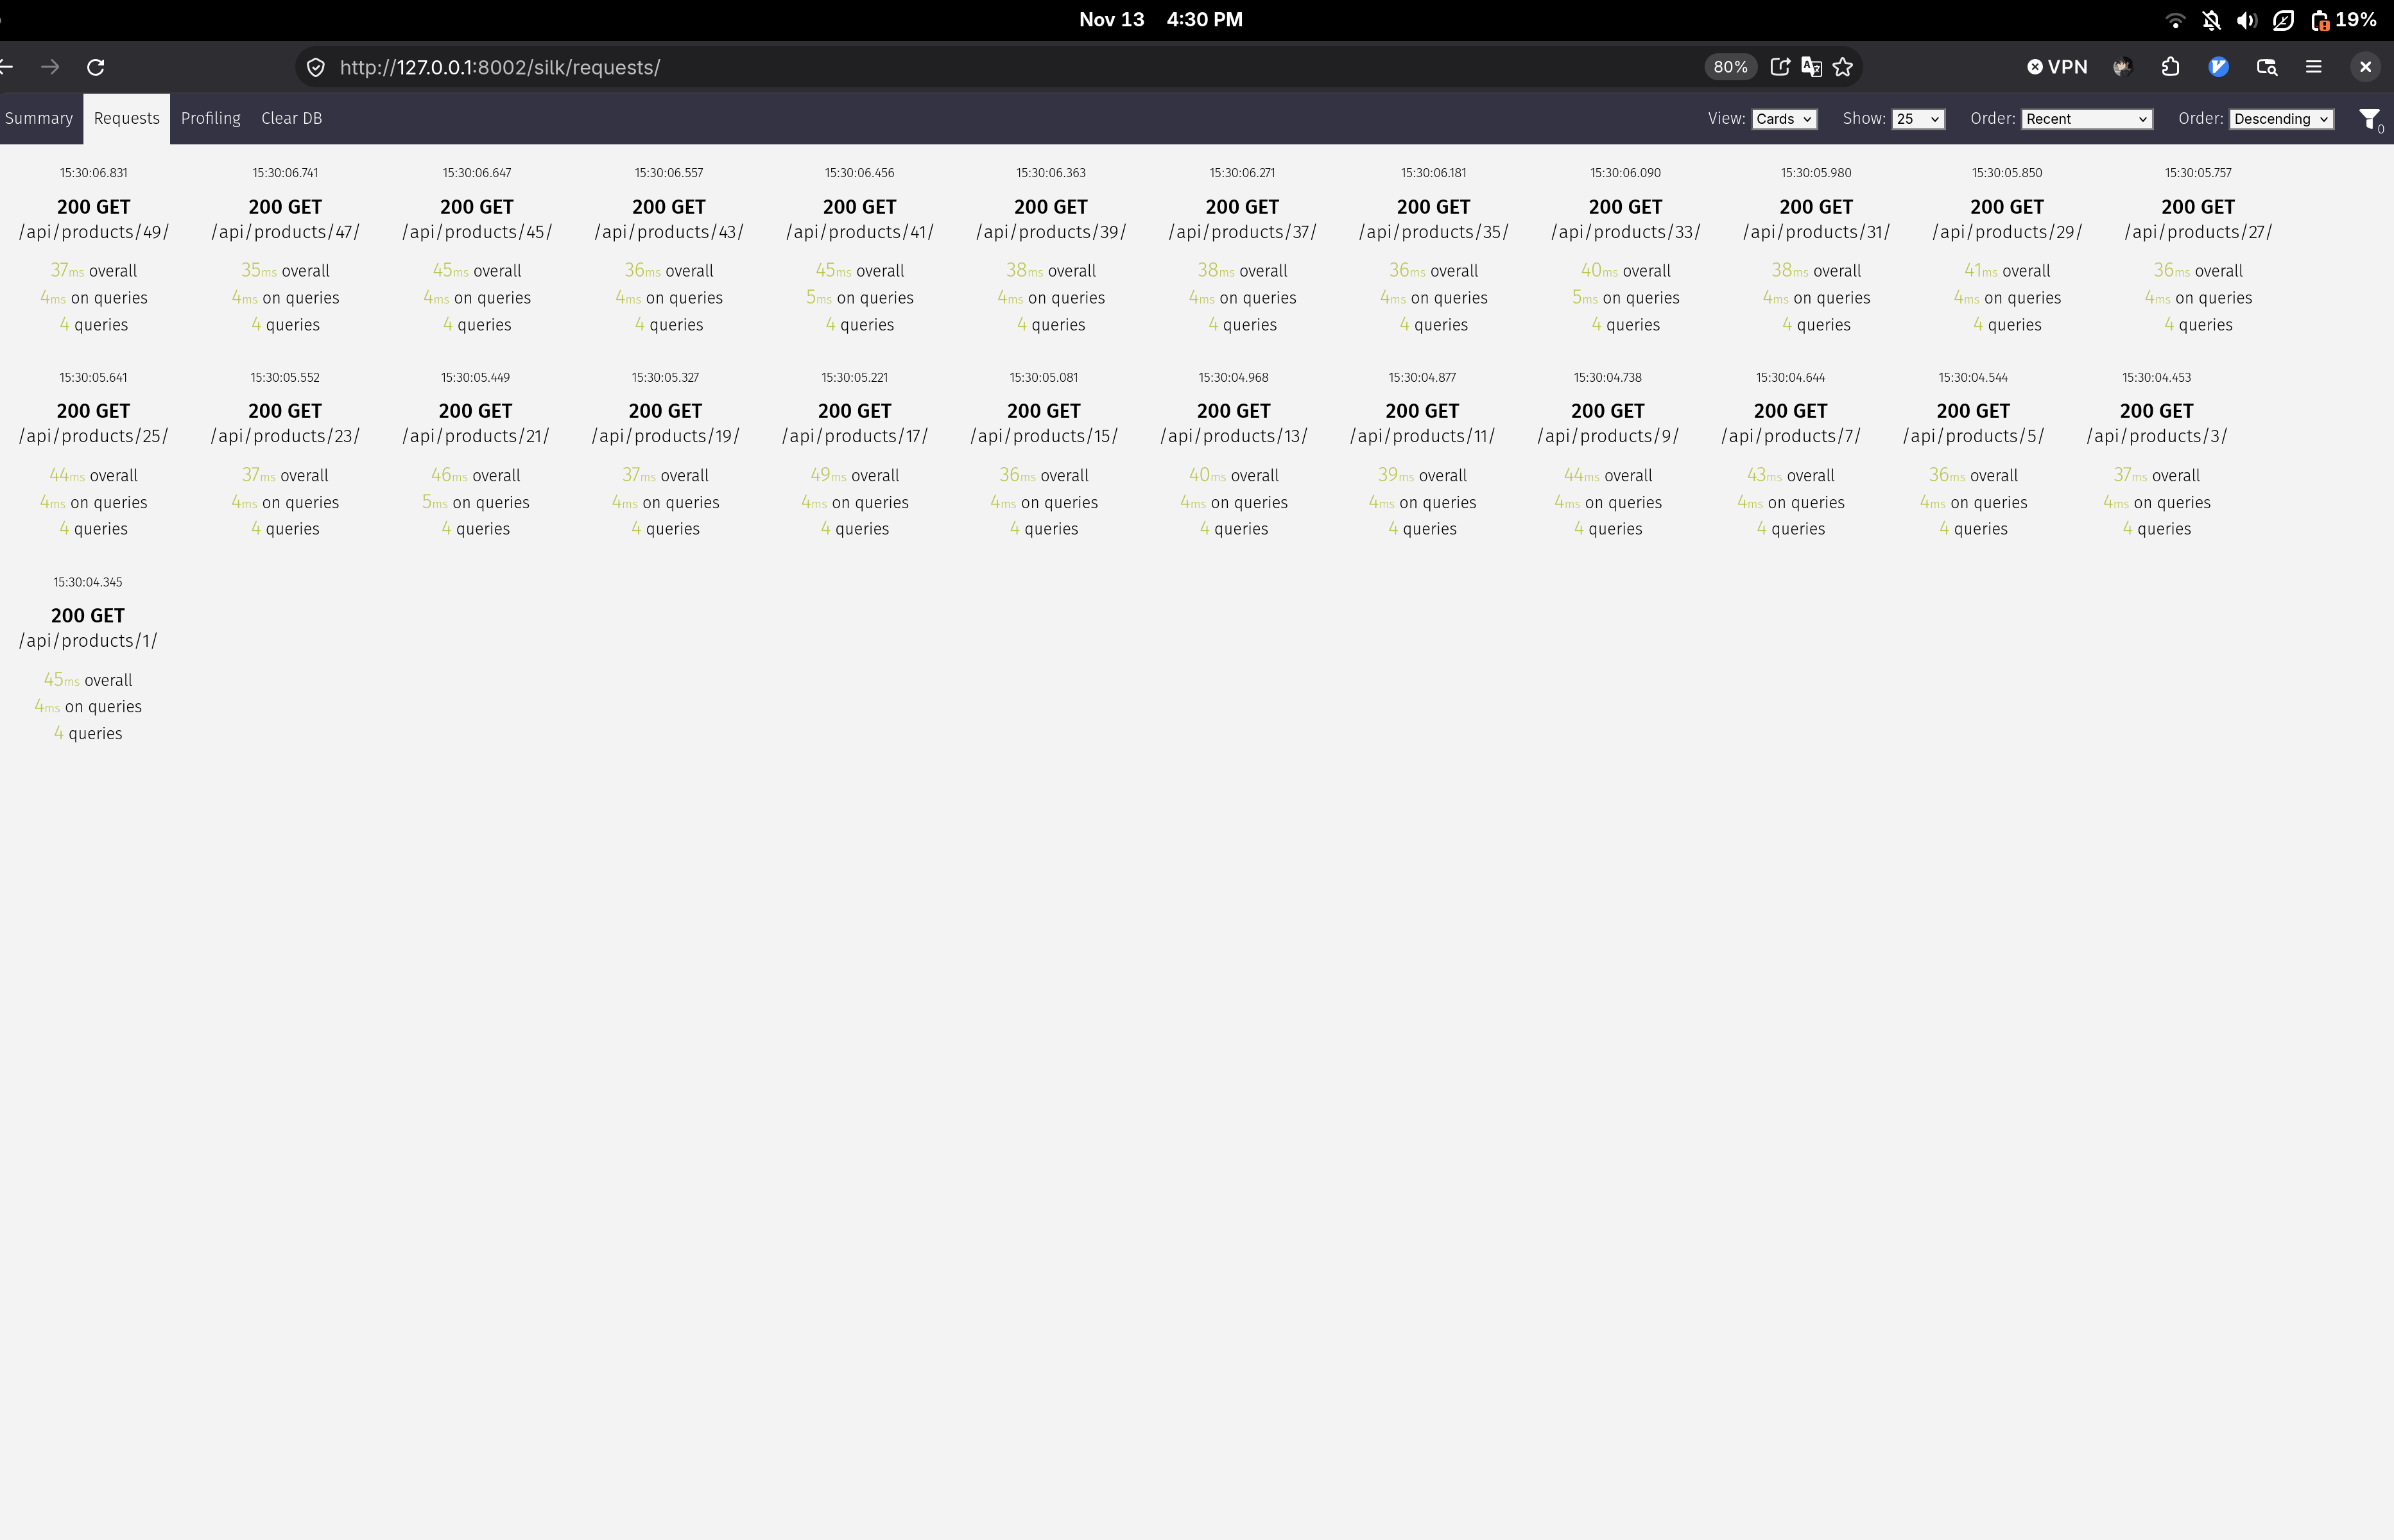 Nov 13 4:30 PM
19%
http://127.0.0.1:8002/silk/requests/
80%
VPN
Summary Requests Profiling Clear DB
View: Cards Show: 25 Order: Recent Order: Descending 0
15:30:06.831 15:30:06.741 15:30:06.647 15:30:06.557 15:30:06.456 15:30:06.363 15:30:06.271 15:30:06.181 15:30:06.090 15:30:05.980 15:30:05.850 15:30:05.757
200 GET 200 GET 200 GET 200 GET 200 GET 200 GET 200 GET 200 GET 200 GET 200 GET 200 GET 200 GET
/api/products/49/ /api/products/47/ /api/products/45/ /api/products/43/ /api/products/41/ /api/products/39/ /api/products/37/ /api/products/35/ /api/products/33/ /api/products/31/ /api/products/29/ /api/products/27/
37ms overall 35ms overall 45ms overall 36ms overall 45ms overall 38ms overall 38ms overall 36ms overall 40ms overall 38ms overall 41ms overall 36ms overall
4ms on queries 4ms on queries 4ms on queries 4ms on queries 5ms on queries 4ms on queries 4ms on queries 4ms on queries 5ms on queries 4ms on queries 4ms on queries 4ms on queries
4 queries 4 queries 4 queries 4 queries 4 queries 4 queries 4 queries 4 queries 4 queries 4 queries 4 queries 4 queries
15:30:05.641 15:30:05.552 15:30:05.449 15:30:05.327 15:30:05.221 15:30:05.081 15:30:04.968 15:30:04.877 15:30:04.738 15:30:04.644 15:30:04.544 15:30:04.453
200 GET 200 GET 200 GET 200 GET 200 GET 200 GET 200 GET 200 GET 200 GET 200 GET 200 GET 200 GET
/api/products/25/ /api/products/23/ /api/products/21/ /api/products/19/ /api/products/17/ /api/products/15/ /api/products/13/ /api/products/11/ /api/products/9/ /api/products/7/ /api/products/5/ /api/products/3/
44ms overall 37ms overall 46ms overall 37ms overall 49ms overall 36ms overall 40ms overall 39ms overall 44ms overall 43ms overall 36ms overall 37ms overall
4ms on queries 4ms on queries 5ms on queries 4ms on queries 4ms on queries 4ms on queries 4ms on queries 4ms on queries 4ms on queries 4ms on queries 4ms on queries 4ms on queries
4 queries 4 queries 4 queries 4 queries 4 queries 4 queries 4 queries 4 queries 4 queries 4 queries 4 queries 4 queries
15:30:04.345
200 GET
/api/products/1/
45ms overall
4ms on queries
4 queries